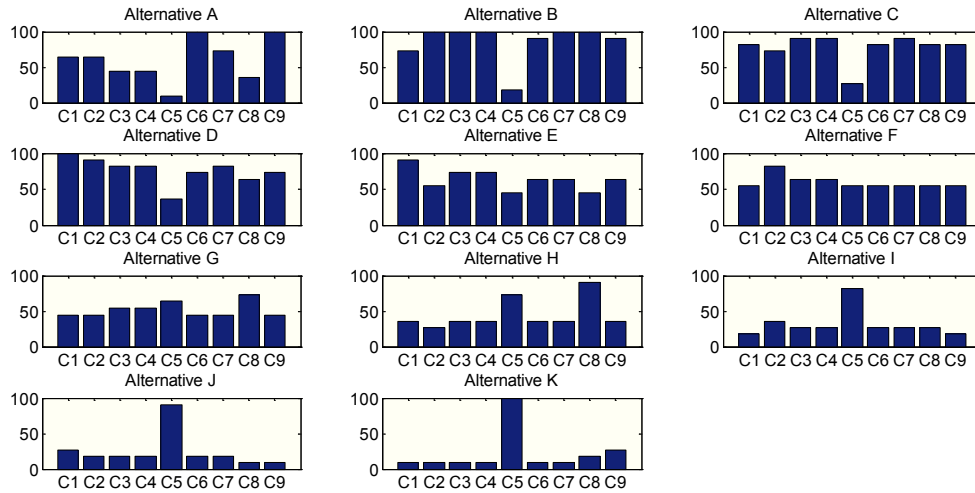 Alternative A Alternative B Alternative C
100 100 100
50 50 50
0 0 0
C1 C2 C3 C4 C5 C6 C7 C8 C9 C1 C2 C3 C4 C5 C6 C7 C8 C9 C1 C2 C3 C4 C5 C6 C7 C8 C9
Alternative D Alternative E Alternative F
100 100 100
50 50 50
0 0 0
C1 C2 C3 C4 C5 C6 C7 C8 C9 C1 C2 C3 C4 C5 C6 C7 C8 C9 C1 C2 C3 C4 C5 C6 C7 C8 C9
Alternative G Alternative H Alternative I
100 100 100
50 50 50
0 0 0
C1 C2 C3 C4 C5 C6 C7 C8 C9 C1 C2 C3 C4 C5 C6 C7 C8 C9 C1 C2 C3 C4 C5 C6 C7 C8 C9
Alternative J Alternative K
100 100
50 50
0 0
C1 C2 C3 C4 C5 C6 C7 C8 C9 C1 C2 C3 C4 C5 C6 C7 C8 C9